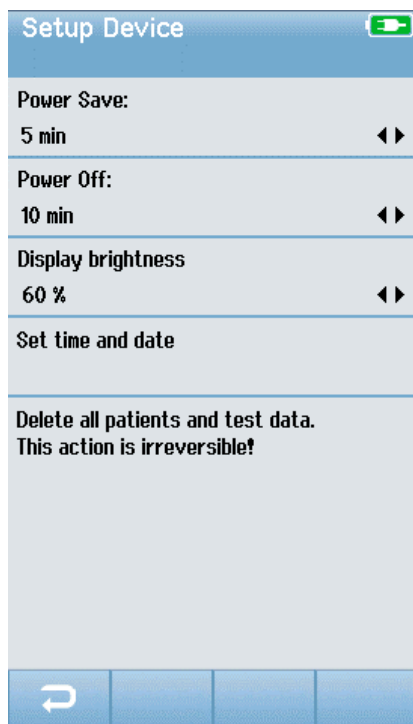 Setup Device
Power Save:
5 min
Power Off:
10 min
Display brightness
60 %
Set time and date
Delete all patients and test data.
This action is irreversible!